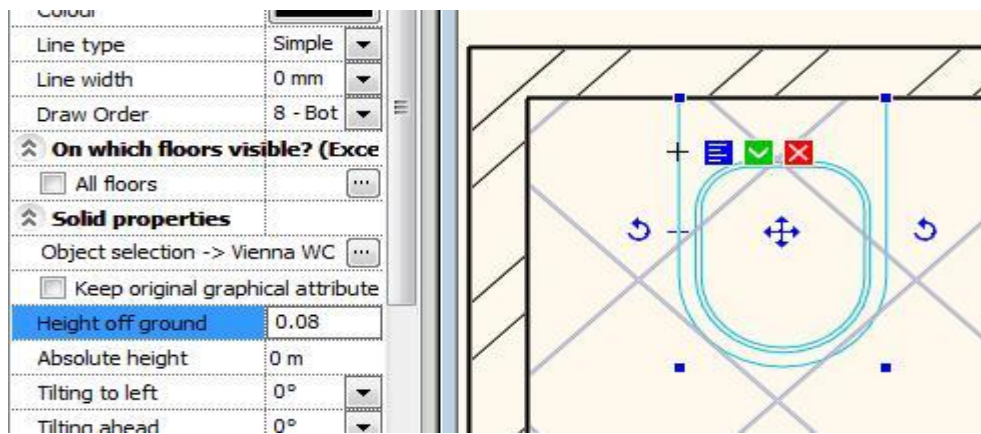 Colour
Line type Simple
Line width 0 mm
Draw Order 8 - Bot
On which floors visible? (Exce
All floors ...
Solid properties
Object selection -> Vienna WC ...
Keep original graphical attribute
Height off ground 0.08
Absolute height 0 m
Tilting to left 0°
Tilting ahead 0°